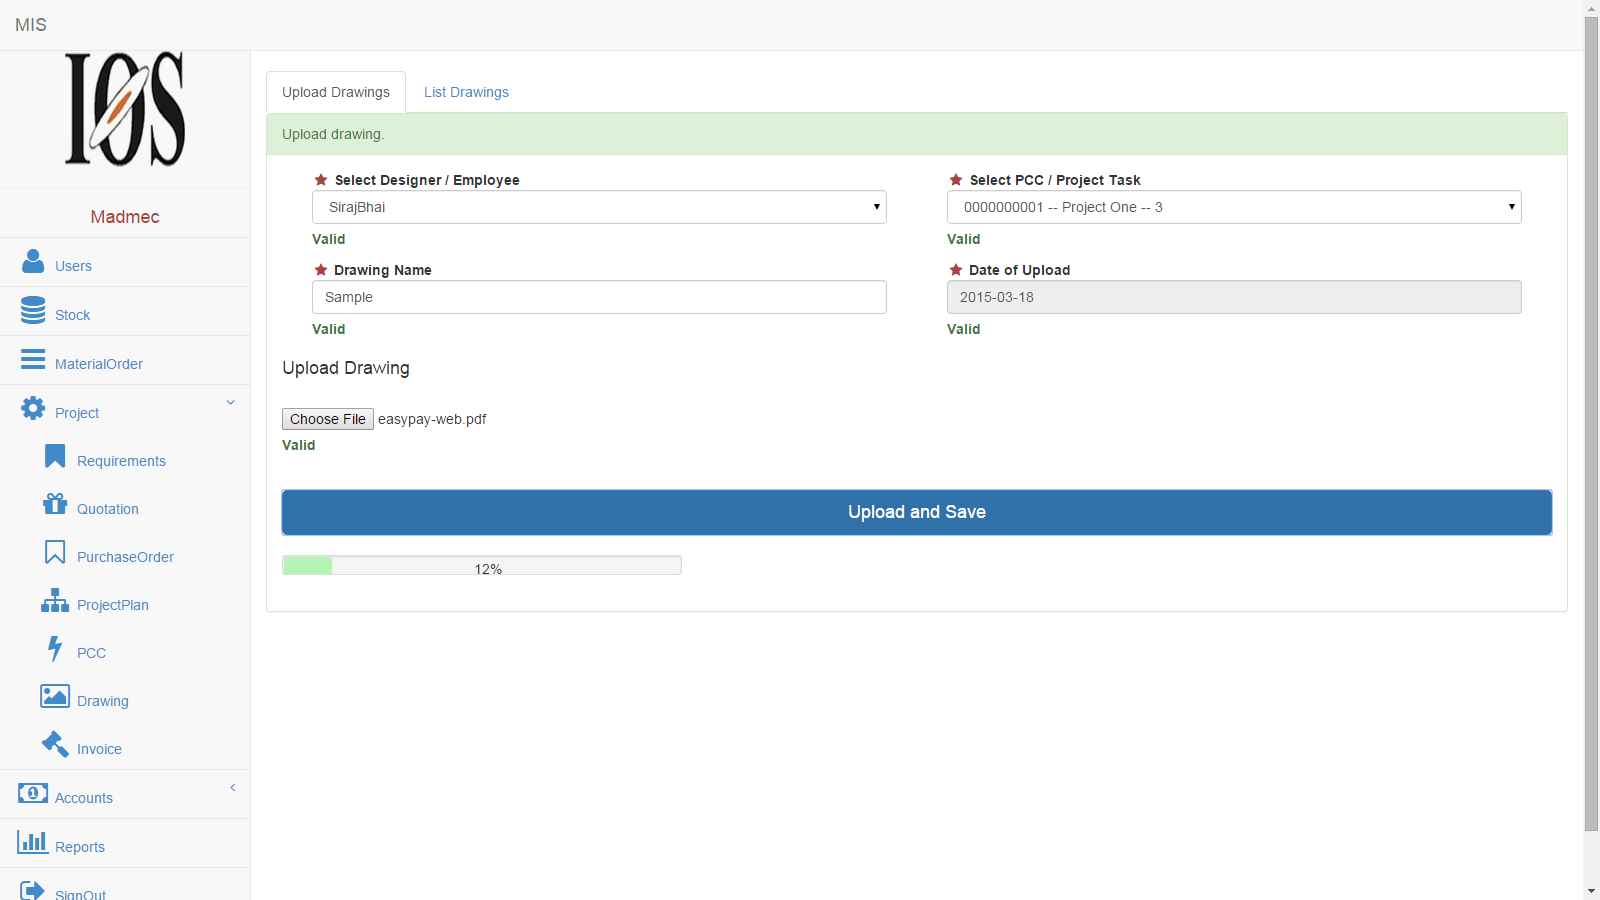 MIS
IOS
Madmec
Users
Stock
MaterialOrder
Project
Requirements
Quotation
PurchaseOrder
ProjectPlan
PCC
Drawing
Invoice
1
Accounts
Reports
SignOut
Upload Drawings
List Drawings
Upload drawing.
Select Designer / Employee
SirajBhai
Valid
Select PCC / Project Task
0000000001 -- Project One -- 3
Valid
Drawing Name
Sample
Valid
Date of Upload
2015-03-18
Valid
Upload Drawing
Choose File easypay-web.pdf
Valid
Upload and Save
12%